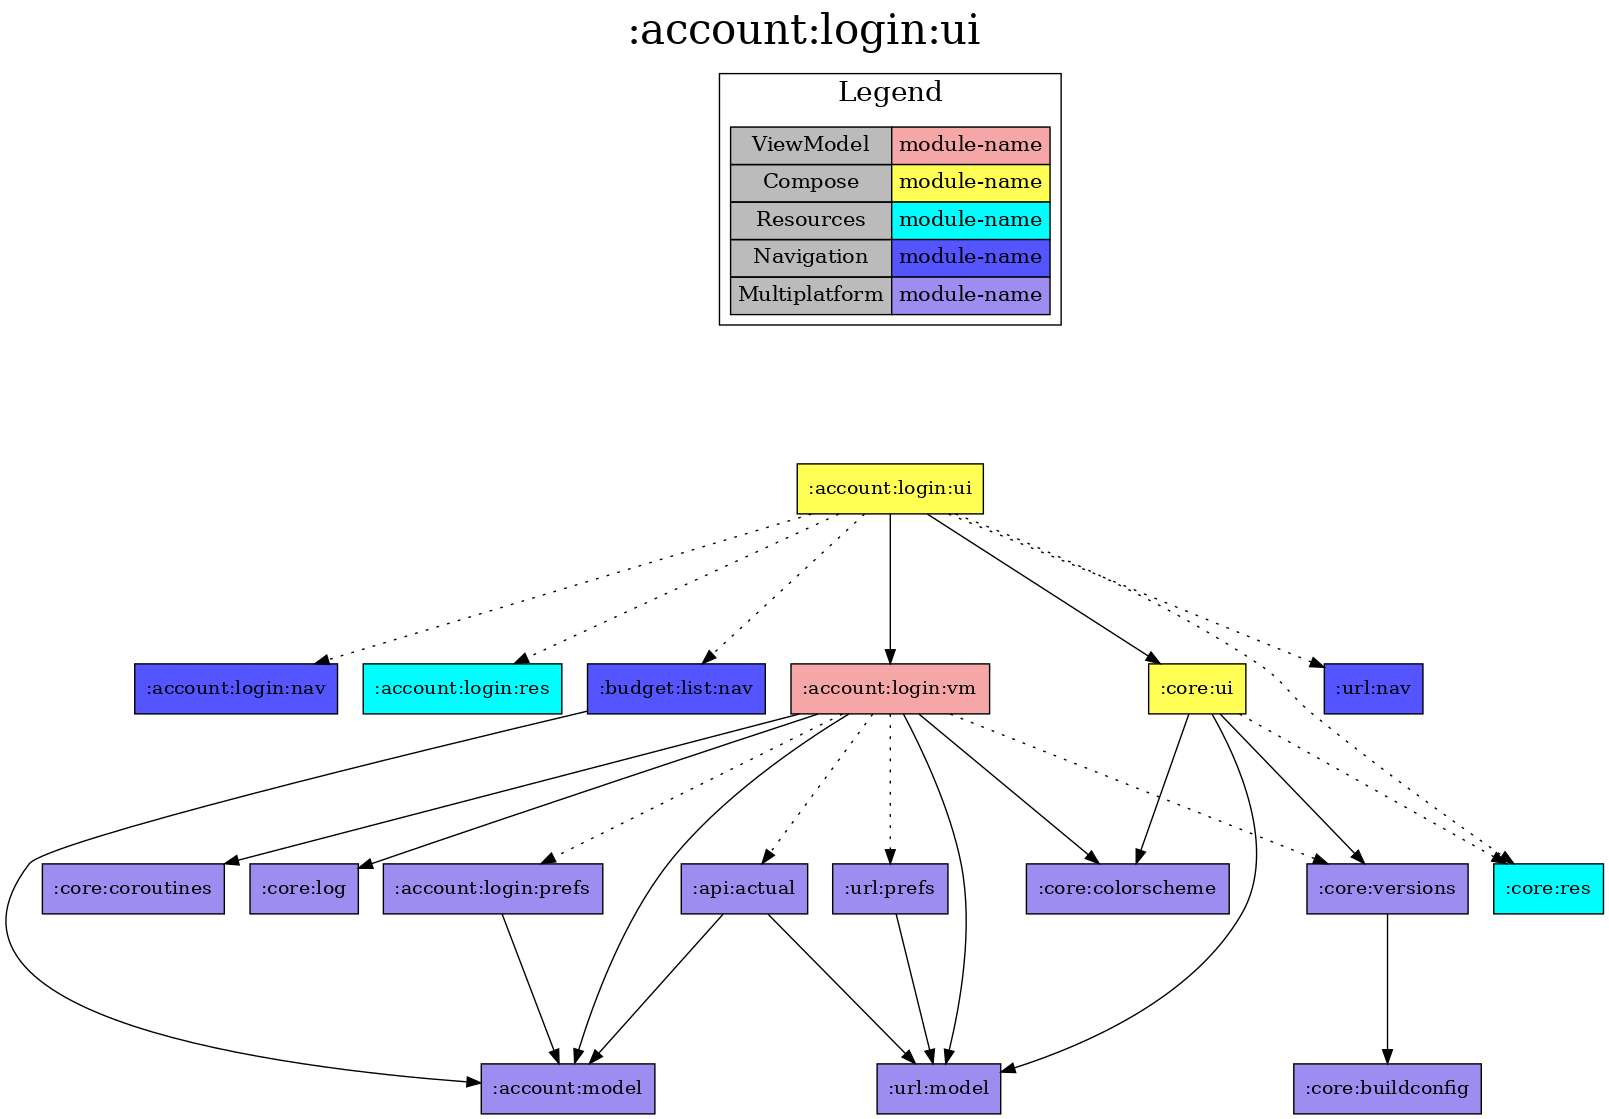 :account:login:ui
Legend
ViewModel module-name
Compose module-name
Resources module-name
Navigation module-name
Multiplatform module-name
:account:login:ui
:account:login:nav :account:login:res :budget:list:nav :account:login:vm :core:ui :url:nav
:core:coroutines :core:log :account:login:prefs :api:actual :url:prefs :core:colorscheme :core:versions :core:res
:account:model :url:model :core:buildconfig